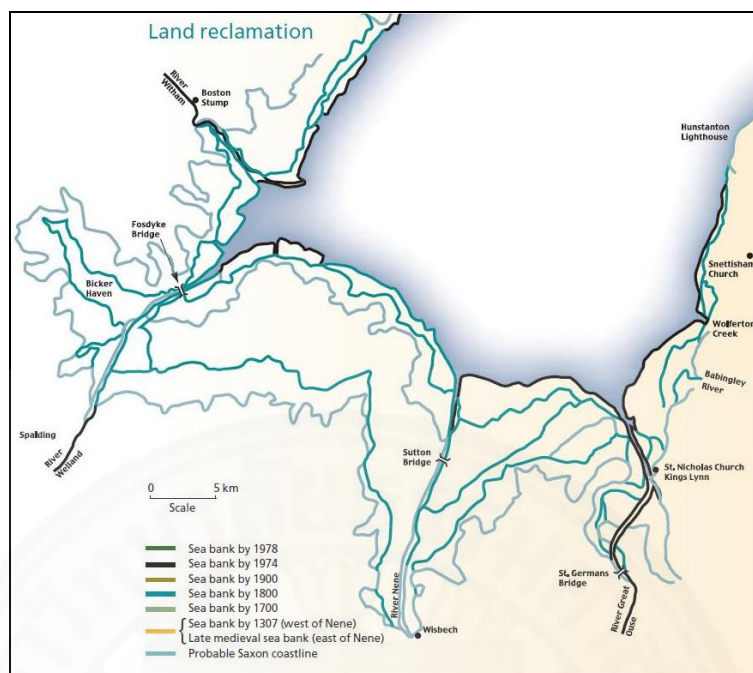 Land reclamation
River
Witham
Boston
Stump
Hunstanton
Lighthouse
Fosdyke
Bridge
Bicker
Haven
Snettisham
Church
Wolferton
Creek
Babingley
River
Spalding
River
Welland
Sutton
Bridge
St. Nicholas Church
Kings Lynn
0 5 km
Scale
Sea bank by 1978
Sea bank by 1974
Sea bank by 1900
Sea bank by 1800
Sea bank by 1700
Sea bank by 1307 (west of Nene)
Late medieval sea bank (east of Nene)
Probable Saxon coastline
River Nene
Wisbech
St. Germans
Bridge
River Great
Ouse